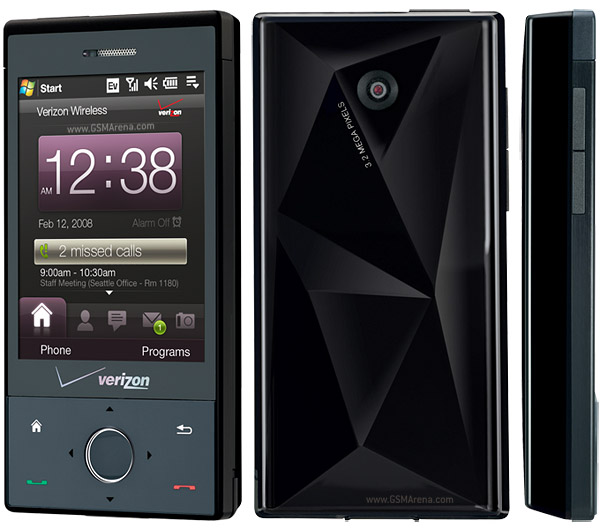 Start Ev
Verizon Wireless verizon
www.GSMArena.com
AM 12:38
Feb 12, 2008 Alarm Off
2 missed calls
9:00am - 10:30am
Staff Meeting (Seattle Office - Rm 1180)
1
Phone Programs
verizon
3.2 MEGA PIXELS
www.GSMArena.com